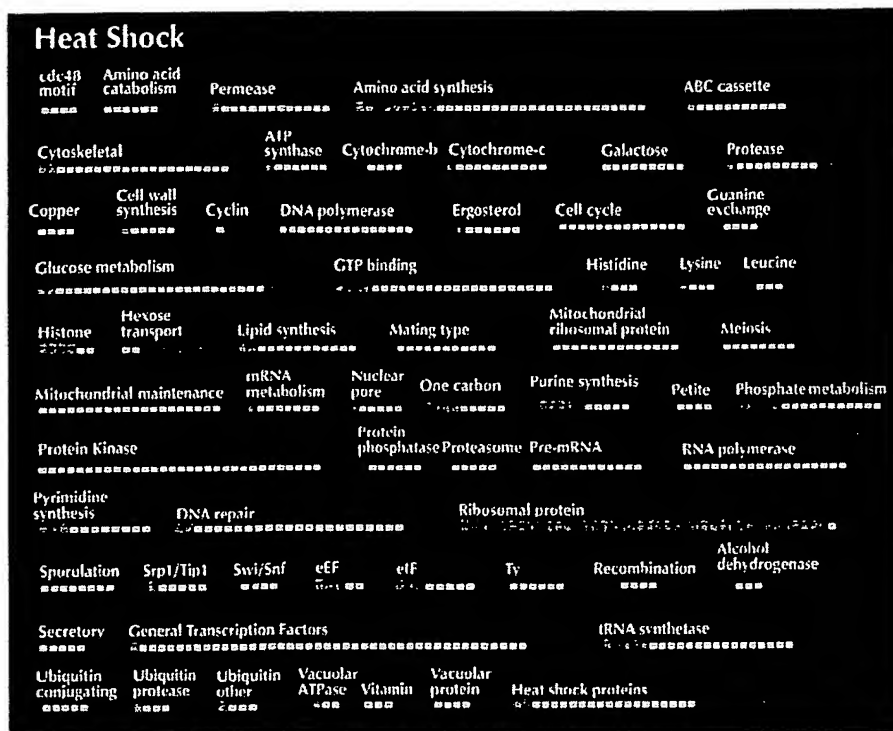 Heat Shock
cdc48 motif
Amino acid catabolism
Permease
Amino acid synthesis
ABC cassette
Cytoskeletal
ATP synthase
Cytochrome-b
Cytochrome-c
Galactose
Protease
Copper
Cell wall synthesis
Cyclin
DNA polymerase
Ergosterol
Cell cycle
Guanine exchange
Glucose metabolism
GTP binding
Histidine
Lysine
Leucine
Histone
Hexose transport
Lipid synthesis
Mating type
Mitochondrial ribosomal protein
Meiosis
Mitochondrial maintenance
mRNA metabolism
Nuclear pore
One carbon
Purine synthesis
Petite
Phosphate metabolism
Protein Kinase
Protein phosphatase
Proteasome
Pre-mRNA
RNA polymerase
Pyrimidine synthesis
DNA repair
Ribosomal protein
Sporulation
Srp1/Tip1
Swi/Snf
eEF
eIF
Ty
Recombination
Alcohol dehydrogenase
Secretory
General Transcription Factors
tRNA synthetase
Ubiquitin conjugating
Ubiquitin protease
Ubiquitin other
Vacuolar ATPase
Vitamin
Vacuolar protein
Heat shock proteins